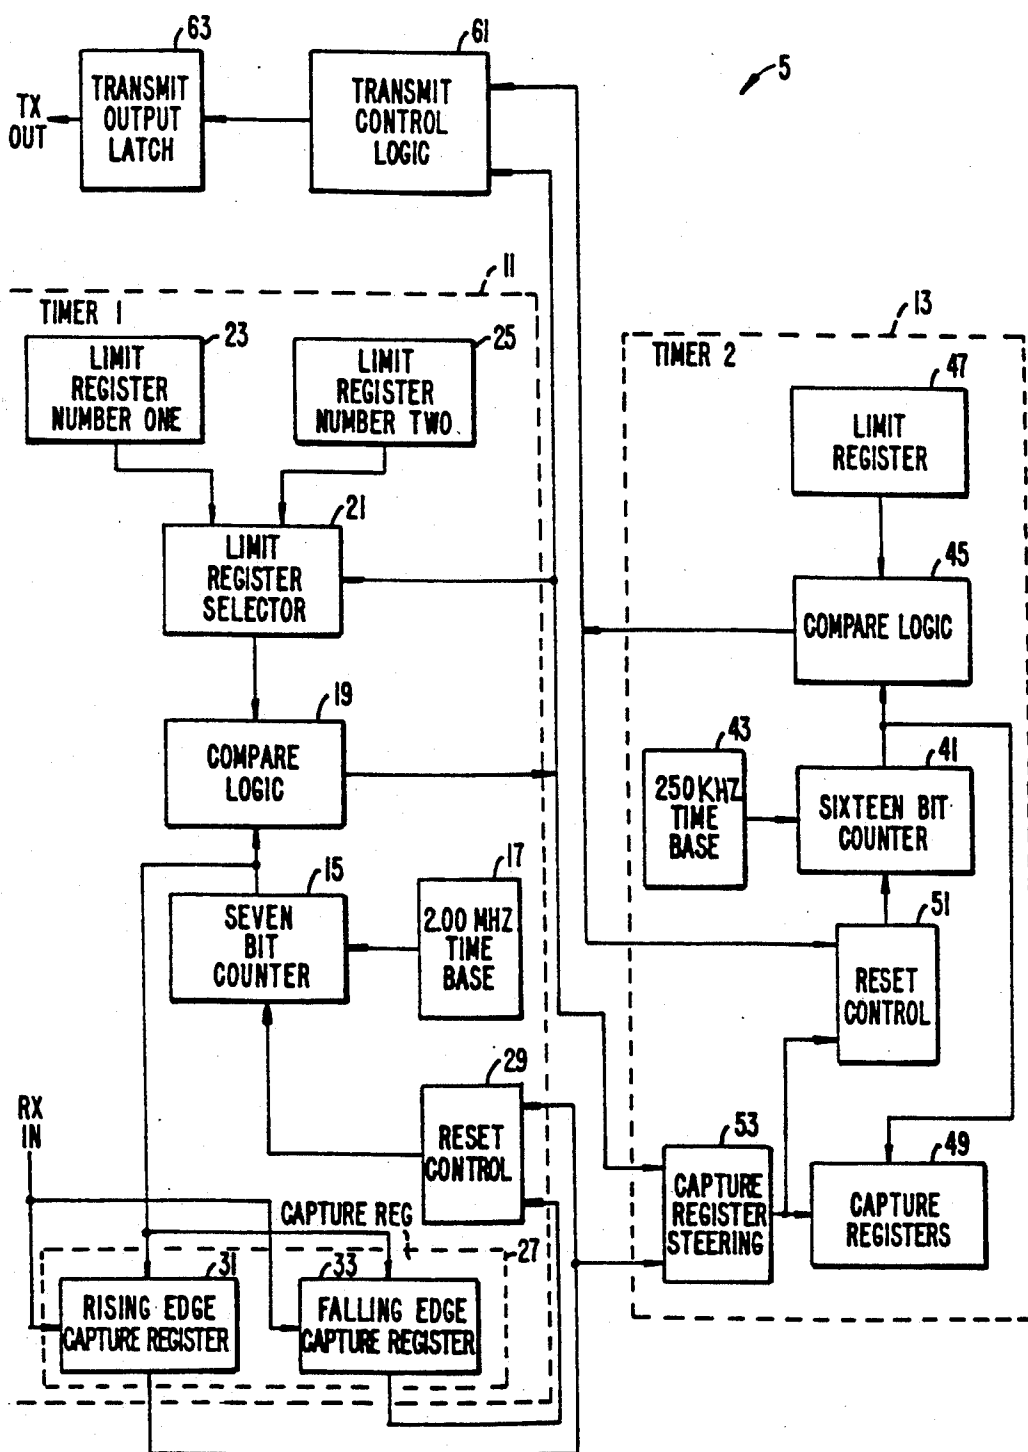 63
61
5
TRANSMIT
OUTPUT
LATCH
TRANSMIT
CONTROL
LOGIC
TX
OUT
11
TIMER 1
23
25
LIMIT
REGISTER
NUMBER ONE
LIMIT
REGISTER
NUMBER TWO
13
TIMER 2
47
LIMIT
REGISTER
21
LIMIT
REGISTER
SELECTOR
45
COMPARE LOGIC
19
COMPARE
LOGIC
43
250 KHZ
TIME
BASE
41
SIXTEEN BIT
COUNTER
15
SEVEN
BIT
COUNTER
17
2.00 MHZ
TIME
BASE
51
RESET
CONTROL
29
RESET
CONTROL
RX
IN
53
CAPTURE
REGISTER
STEERING
49
CAPTURE
REGISTERS
CAPTURE REG
27
31
RISING EDGE
CAPTURE REGISTER
33
FALLING EDGE
CAPTURE REGISTER